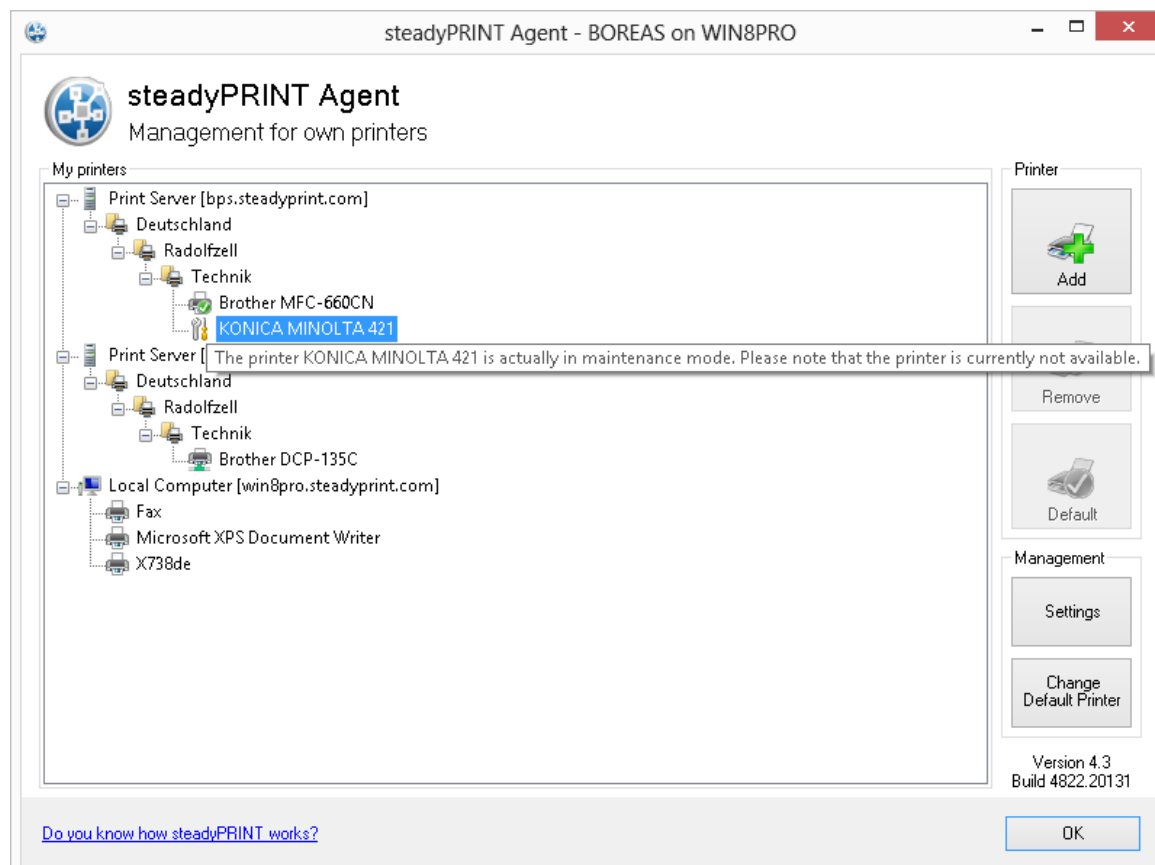 steadyPRINT Agent - BOREAS on WIN8PRO
steadyPRINT Agent
Management for own printers
My printers
Print Server [bps.steadyprint.com]
Deutschland
Radolfzell
Technik
Brother MFC-660CN
KONICA MINOLTA 421
Print Server [
The printer KONICA MINOLTA 421 is actually in maintenance mode. Please note that the printer is currently not available.
Deutschland
Radolfzell
Technik
Brother DCP-135C
Local Computer [win8pro.steadyprint.com]
Fax
Microsoft XPS Document Writer
X738de
Printer
Add
Remove
Default
Management
Settings
Change
Default Printer
Version 4.3
Build 4822.20131
Do you know how steadyPRINT works?
OK